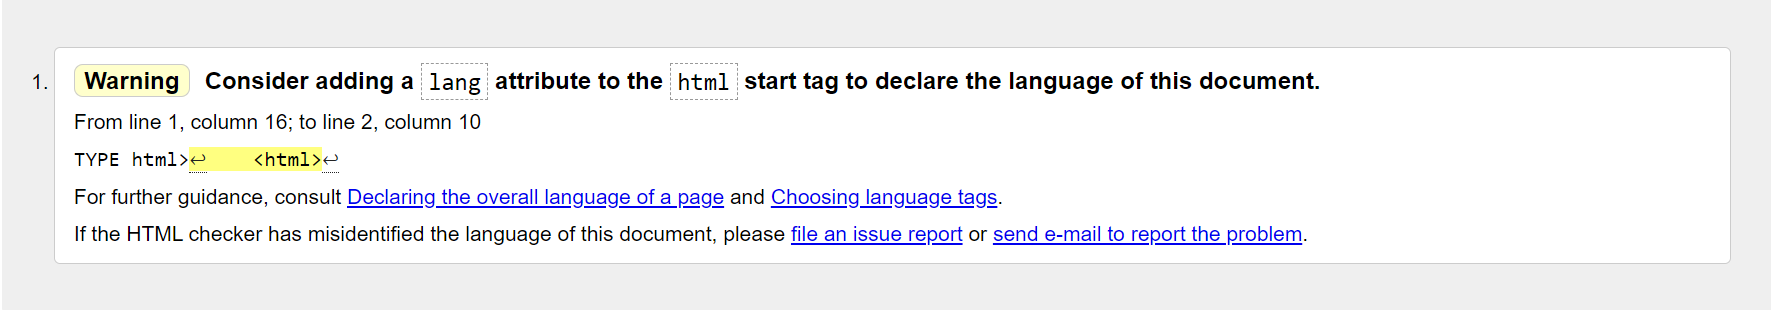 1. Warning Consider adding a lang attribute to the html start tag to declare the language of this document.
From line 1, column 16; to line 2, column 10
TYPE html>↩    <html>↩
For further guidance, consult Declaring the overall language of a page and Choosing language tags.
If the HTML checker has misidentified the language of this document, please file an issue report or send e-mail to report the problem.